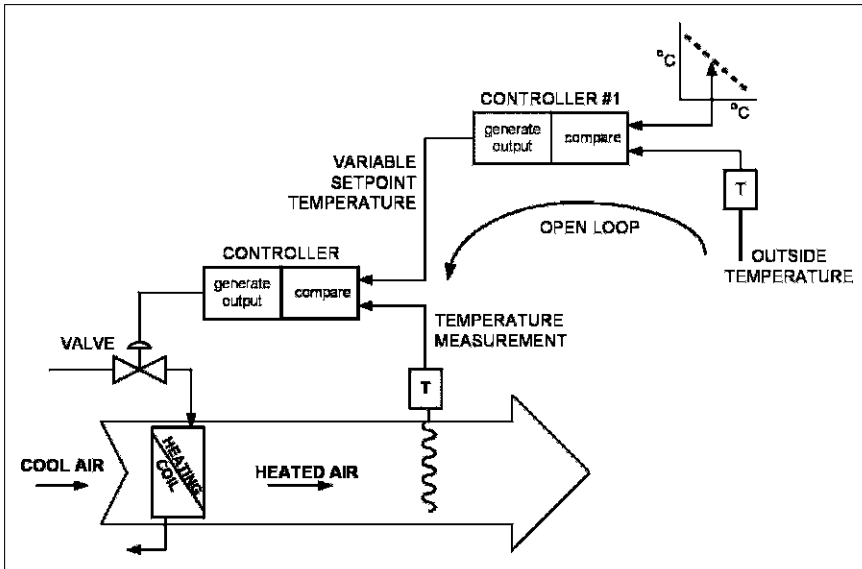 °C
°C
CONTROLLER #1
generate
output
compare
VARIABLE
SETPOINT
TEMPERATURE
T
OPEN LOOP
OUTSIDE
TEMPERATURE
CONTROLLER
generate
output
compare
TEMPERATURE
MEASUREMENT
VALVE
T
COOL AIR
HEATING
COIL
HEATED AIR